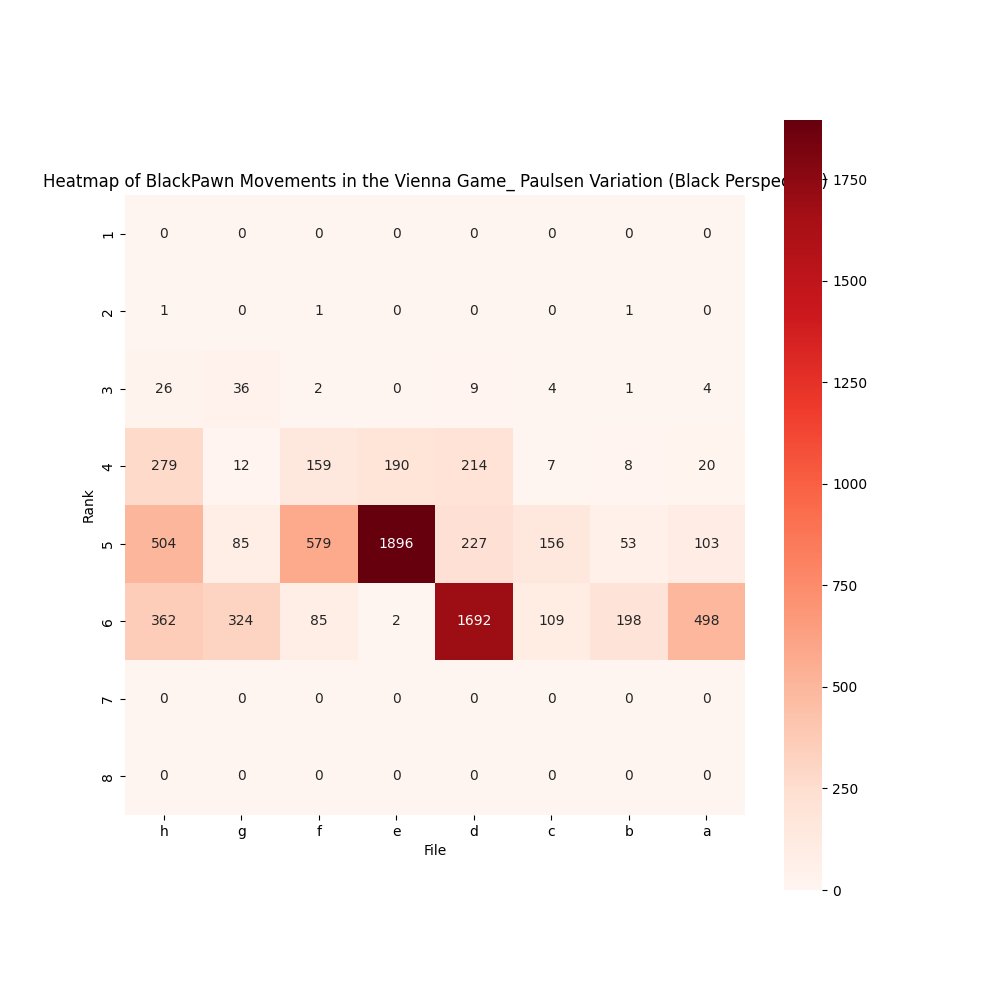 Heatmap of BlackPawn Movements in the Vienna Game_ Paulsen Variation (Black
1750
1 0 0 0 0 0 0 0 0
1500
2 1 0 1 0 0 0 1 0
3 26 36 2 0 9 4 1 4
1250
4 279 12 159 190 214 7 8 20
1000
Rank
5 504 85 579 1896 227 156 53 103
750
6 362 324 85 2 1692 109 198 498
500
7 0 0 0 0 0 0 0 0
250
8 0 0 0 0 0 0 0 0
h g f e d c b a
File
0